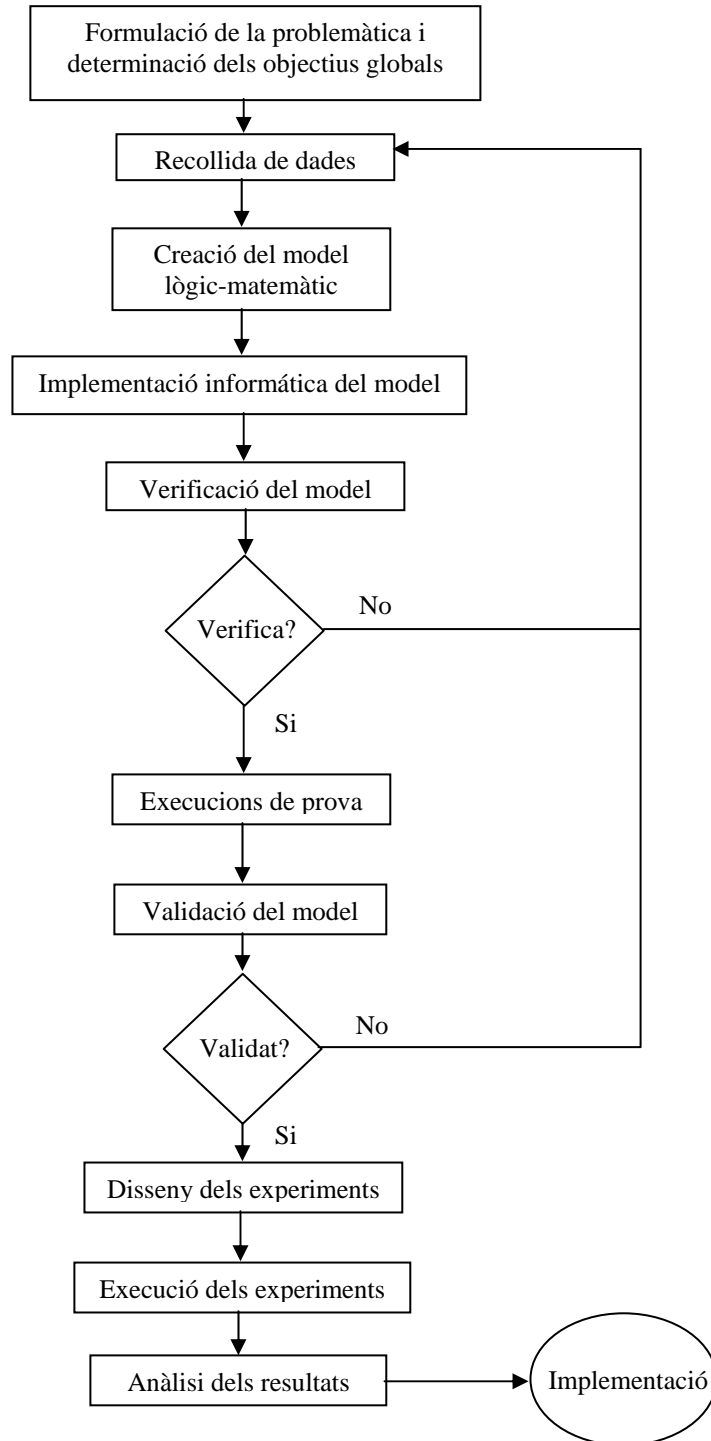 Formulació de la problemàtica i
determinació dels objectius globals
Recollida de dades
Creació del model
lògic-matemàtic
Implementació informática del model
Verificació del model
Verifica?
No
Si
Execucions de prova
Validació del model
Validat?
No
Si
Disseny dels experiments
Execució dels experiments
Anàlisi dels resultats
Implementació